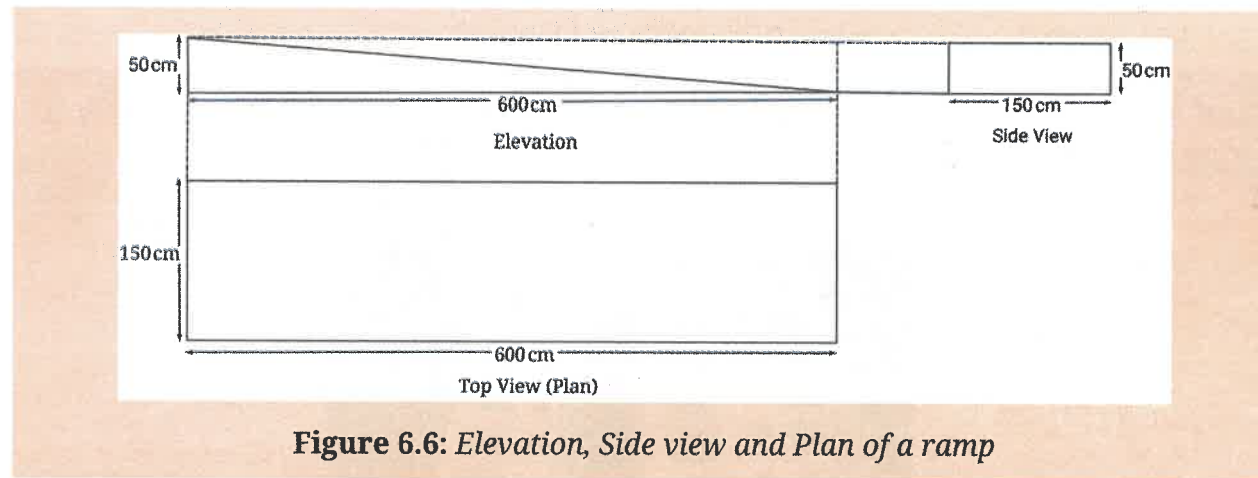 50cm
600cm
Elevation
50cm
150cm
Side View
150cm
600cm
Top View (Plan)
Figure 6.6: Elevation, Side view and Plan of a ramp